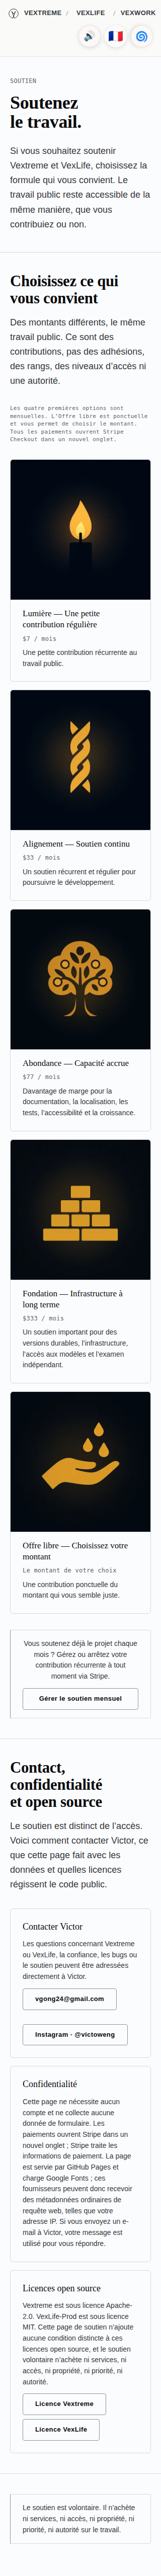 VEXTREME / VEXLIFE / VEXWORK
SOUTIEN
Soutenez
le travail.
Si vous souhaitez soutenir
Vextreme et VexLife, choisissez la
formule qui vous convient. Le
travail public reste accessible de la
même manière, que vous
contribuiez ou non.
Choisissez ce qui
vous convient
Des montants différents, le même
travail public. Ce sont des
contributions, pas des adhésions,
des rangs, des niveaux d’accès ni
une autorité.
Les quatre premières options sont
mensuelles. L’Offre libre est ponctuelle
et vous permet de choisir le montant.
Tous les paiements ouvrent Stripe
Checkout dans un nouvel onglet.
Lumière — Une petite
contribution régulière
$7 / mois
Une petite contribution récurrente au
travail public.
Alignement — Soutien continu
$33 / mois
Un soutien récurrent et régulier pour
poursuivre le développement.
Abondance — Capacité accrue
$77 / mois
Davantage de marge pour la
documentation, la localisation, les
tests, l’accessibilité et la croissance.
Fondation — Infrastructure à
long terme
$333 / mois
Un soutien important pour des
versions durables, l’infrastructure,
l’accès aux modèles et l’examen
indépendant.
Offre libre — Choisissez votre
montant
Le montant de votre choix
Une contribution ponctuelle du
montant qui vous semble juste.
Vous soutenez déjà le projet chaque
mois ? Gérez ou arrêtez votre
contribution récurrente à tout
moment via Stripe.
Gérer le soutien mensuel
Contact,
confidentialité
et open source
Le soutien est distinct de l’accès.
Voici comment contacter Victor, ce
que cette page fait avec les
données et quelles licences
régissent le code public.
Contacter Victor
Les questions concernant Vextreme
ou VexLife, la confiance, les bugs ou
le soutien peuvent être adressées
directement à Victor.
vgong24@gmail.com
Instagram · @victoweng
Confidentialité
Cette page ne nécessite aucun
compte et ne collecte aucune
donnée de formulaire. Les
paiements ouvrent Stripe dans un
nouvel onglet ; Stripe traite les
informations de paiement. La page
est servie par GitHub Pages et
charge Google Fonts ; ces
fournisseurs peuvent donc recevoir
des métadonnées ordinaires de
requête web, telles que votre
adresse IP. Si vous envoyez un e-
mail à Victor, votre message est
utilisé pour vous répondre.
Licences open source
Vextreme est sous licence Apache-
2.0. VexLife-Prod est sous licence
MIT. Cette page de soutien n’ajoute
aucune condition distincte à ces
licences open source, et le soutien
volontaire n’achète ni services, ni
accès, ni propriété, ni priorité, ni
autorité.
Licence Vextreme
Licence VexLife
Le soutien est volontaire. Il n’achète
ni services, ni accès, ni propriété, ni
priorité, ni autorité sur le travail.